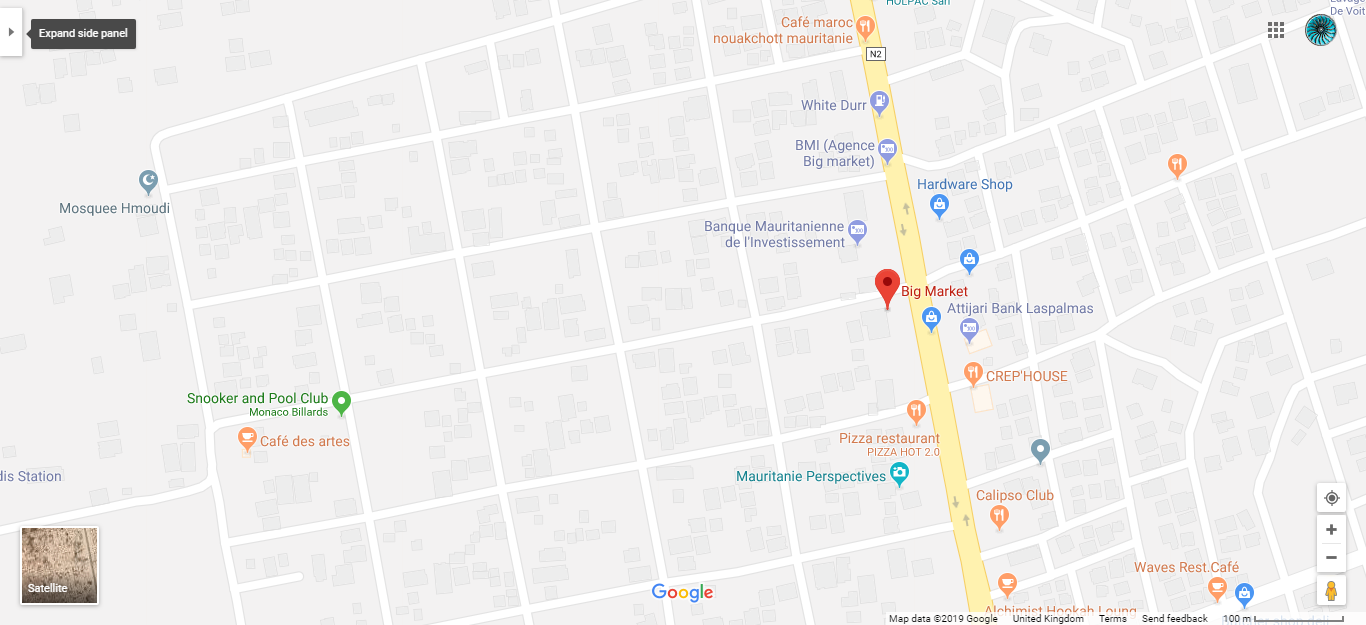 HOLPAC Sarl
De Voit
Expand side panel
Café maroc
nouakchott mauritanie
N2
White Durr
BMI (Agence
Big market)
Hardware Shop
Mosquee Hmoudi
Banque Mauritanienne
de l'Investissement
Big Market
Attijari Bank Laspalmas
CREP'HOUSE
Snooker and Pool Club
Monaco Billards
Café des artes
Pizza restaurant
PIZZA HOT 2.0
dis Station
Mauritanie Perspectives
Calipso Club
Waves Rest.Café
Satellite
Google
Alchimist Hookah Loung
Map data ©2019 Google
United Kingdom
Terms
Send feedback
100 m